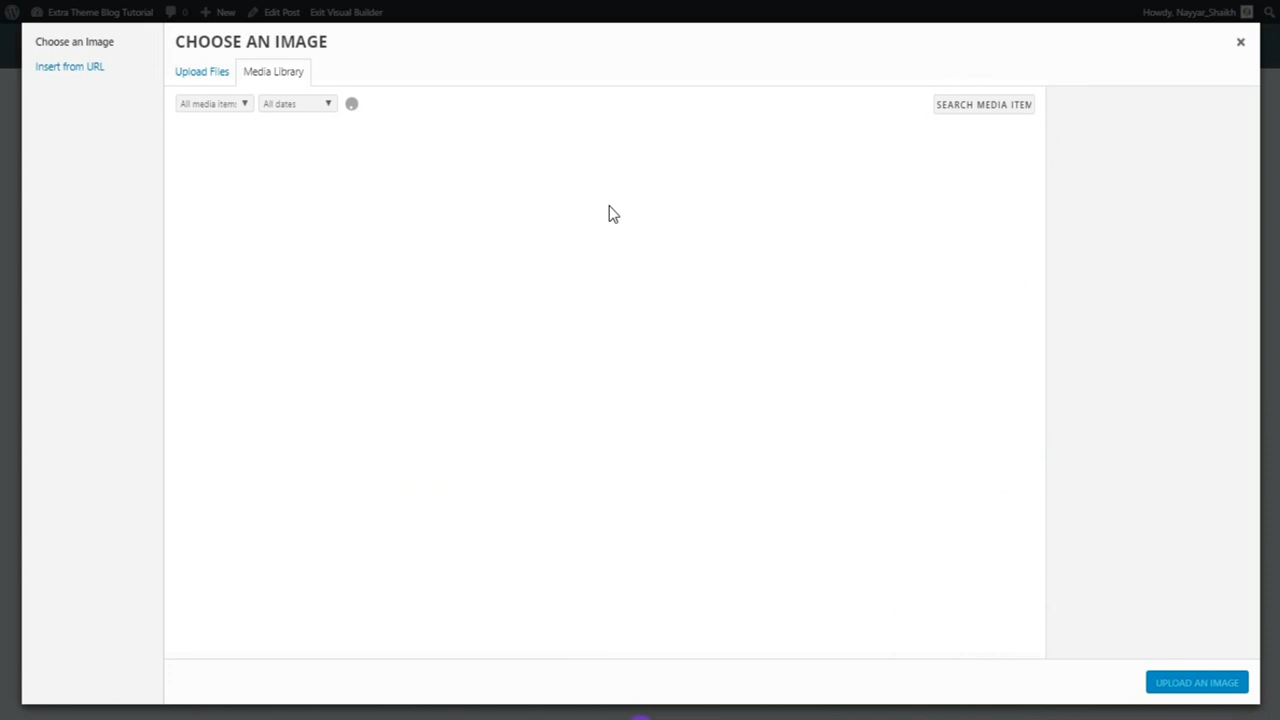 Extra Theme Blog Tutorial 0 New Edit Post Exit Visual Builder Howdy, Nayyar_Shaikh
Choose an Image
Insert from URL
CHOOSE AN IMAGE
Upload Files Media Library
All media items All dates SEARCH MEDIA ITEM
UPLOAD AN IMAGE